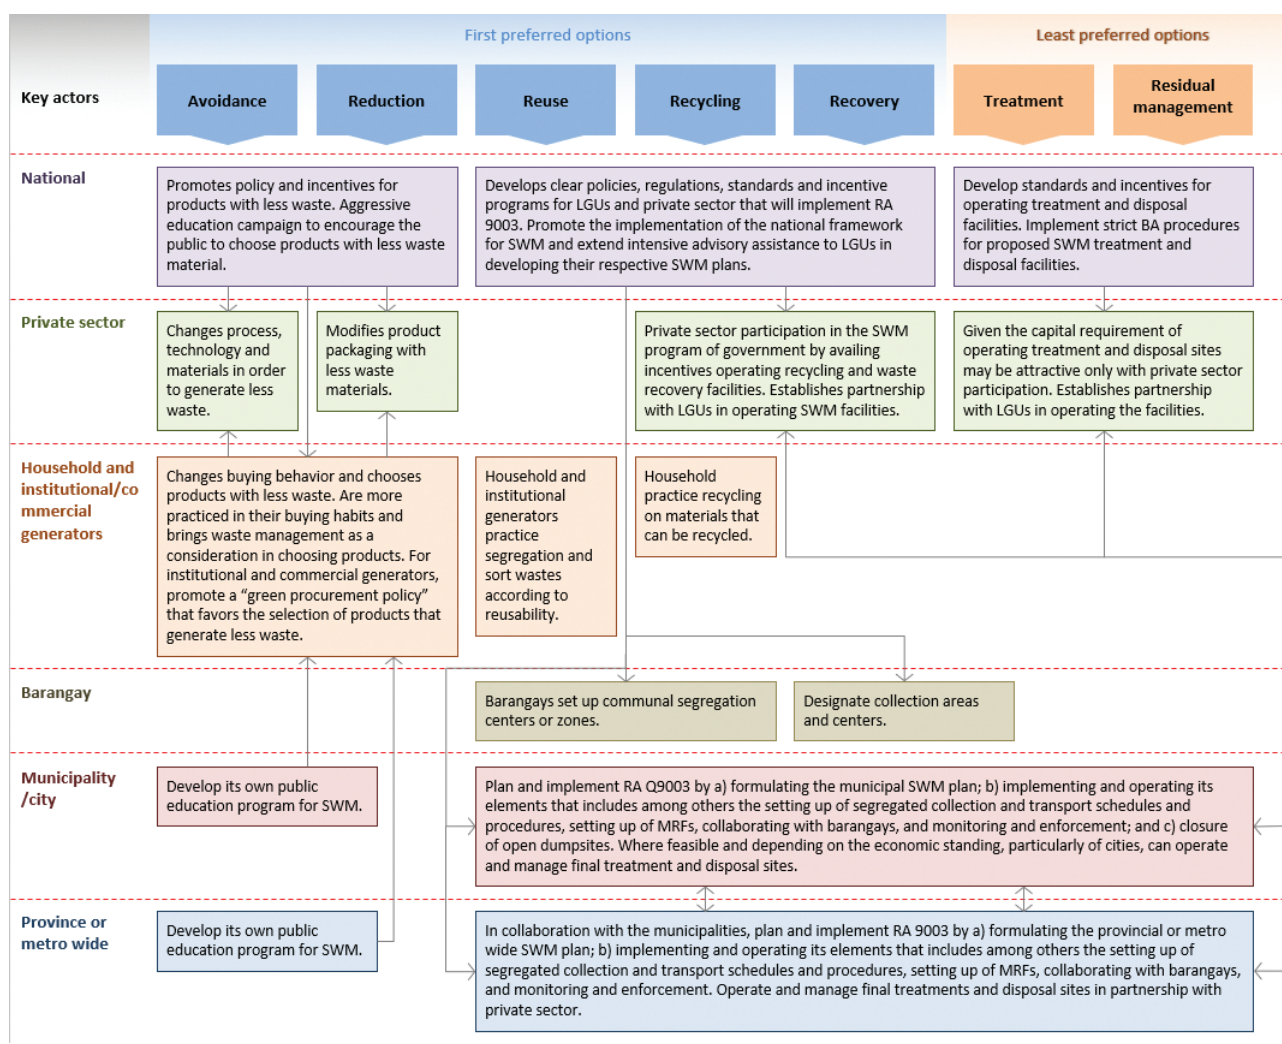 First preferred options
Least preferred options
Key actors
Avoidance
Reduction
Reuse
Recycling
Recovery
Treatment
Residual
management
National
Promotes policy and incentives for
products with less waste. Aggressive
education campaign to encourage the
public to choose products with less waste
material.
Develops clear policies, regulations, standards and incentive
programs for LGUs and private sector that will implement RA
9003. Promote the implementation of the national framework
for SWM and extend intensive advisory assistance to LGUs in
developing their respective SWM plans.
Develop standards and incentives for
operating treatment and disposal
facilities. Implement strict BA procedures
for proposed SWM treatment and
disposal facilities.
Private sector
Changes process,
technology and
materials in order
to generate less
waste.
Modifies product
packaging with
less waste
materials.
Private sector participation in the SWM
program of government by availing
incentives operating recycling and waste
recovery facilities. Establishes partnership
with LGUs in operating SWM facilities.
Given the capital requirement of
operating treatment and disposal sites
may be attractive only with private sector
participation. Establishes partnership
with LGUs in operating the facilities.
Household and
institutional/co
mmercial
generators
Changes buying behavior and chooses
products with less waste. Are more
practiced in their buying habits and
brings waste management as a
consideration in choosing products. For
institutional and commercial generators,
promote a “green procurement policy”
that favors the selection of products that
generate less waste.
Household and
institutional
generators
practice
segregation and
sort wastes
according to
reusability.
Household
practice recycling
on materials that
can be recycled.
Barangay
Barangays set up communal segregation
centers or zones.
Designate collection areas
and centers.
Municipality
/city
Develop its own public
education program for SWM.
Plan and implement RA Q9003 by a) formulating the municipal SWM plan; b) implementing and operating its
elements that includes among others the setting up of segregated collection and transport schedules and
procedures, setting up of MRFs, collaborating with barangays, and monitoring and enforcement; and c) closure
of open dumpsites. Where feasible and depending on the economic standing, particularly of cities, can operate
and manage final treatment and disposal sites.
Province or
metro wide
Develop its own public
education program for SWM.
In collaboration with the municipalities, plan and implement RA 9003 by a) formulating the provincial or metro
wide SWM plan; b) implementing and operating its elements that includes among others the setting up of
segregated collection and transport schedules and procedures, setting up of MRFs, collaborating with barangays,
and monitoring and enforcement. Operate and manage final treatments and disposal sites in partnership with
private sector.